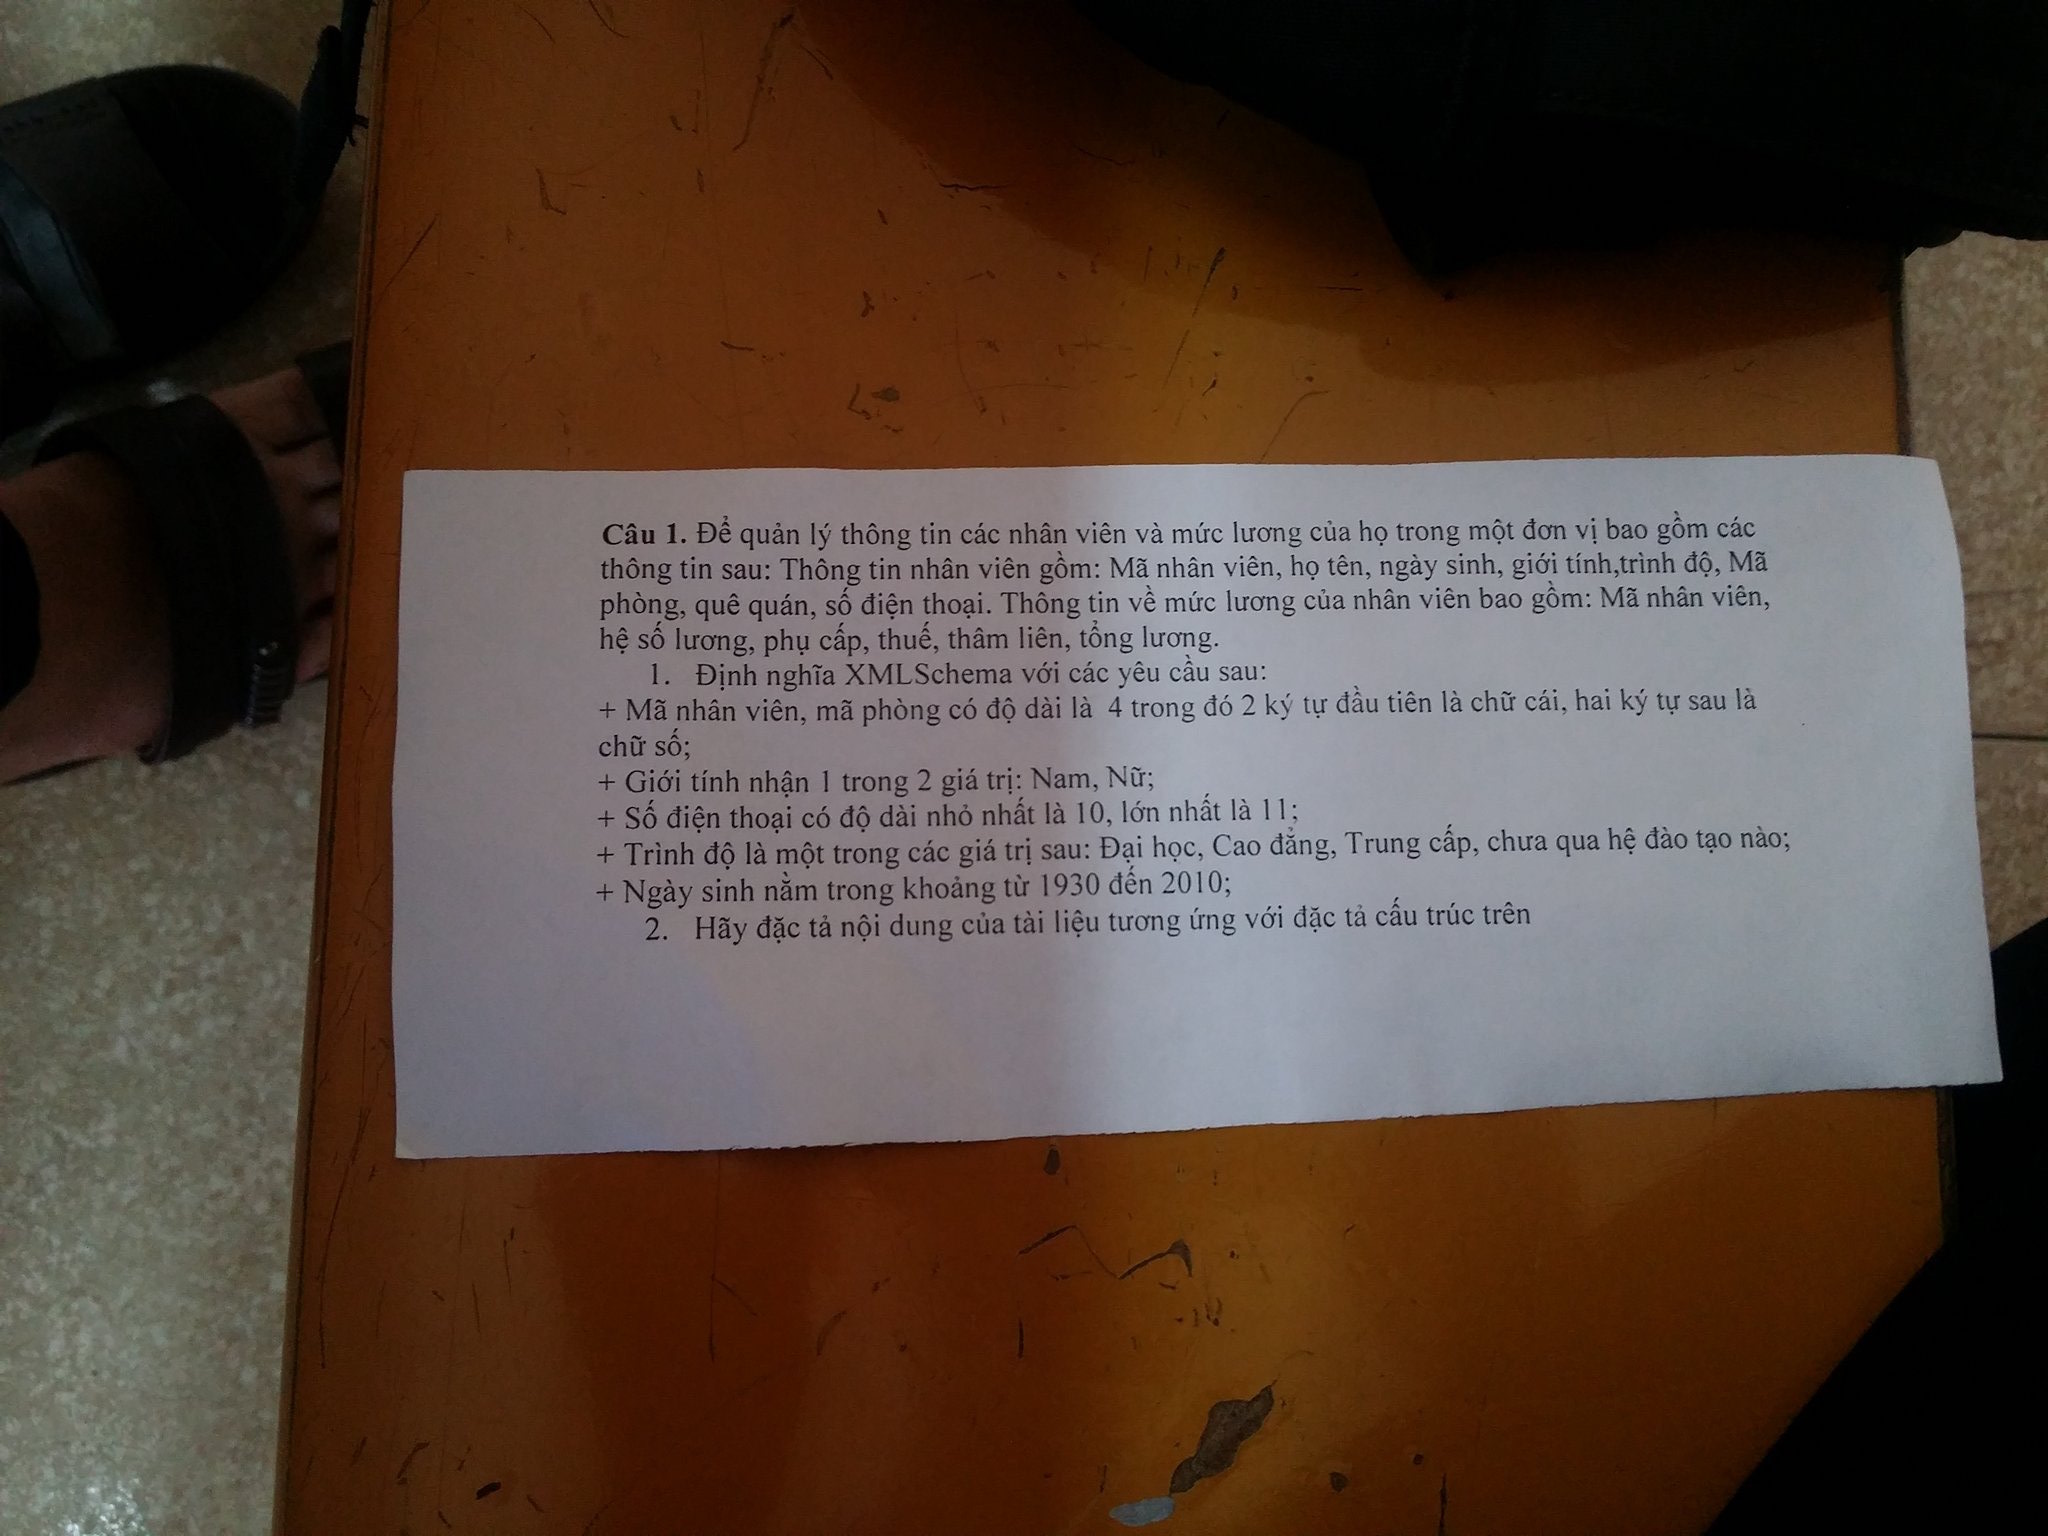 Câu 1. Để quản lý thông tin các nhân viên và mức lương của họ trong một đơn vị bao gồm các
thông tin sau: Thông tin nhân viên gồm: Mã nhân viên, họ tên, ngày sinh, giới tính,trình độ, Mã
phòng, quê quán, số điện thoại. Thông tin về mức lương của nhân viên bao gồm: Mã nhân viên,
hệ số lương, phụ cấp, thuế, thâm liên, tổng lương.
1. Định nghĩa XMLSchema với các yêu cầu sau:
+ Mã nhân viên, mã phòng có độ dài là 4 trong đó 2 ký tự đầu tiên là chữ cái, hai ký tự sau là
chữ số;
+ Giới tính nhận 1 trong 2 giá trị: Nam, Nữ;
+ Số điện thoại có độ dài nhỏ nhất là 10, lớn nhất là 11;
+ Trình độ là một trong các giá trị sau: Đại học, Cao đẳng, Trung cấp, chưa qua hệ đào tạo nào;
+ Ngày sinh nằm trong khoảng từ 1930 đến 2010;
2. Hãy đặc tả nội dung của tài liệu tương ứng với đặc tả cấu trúc trên